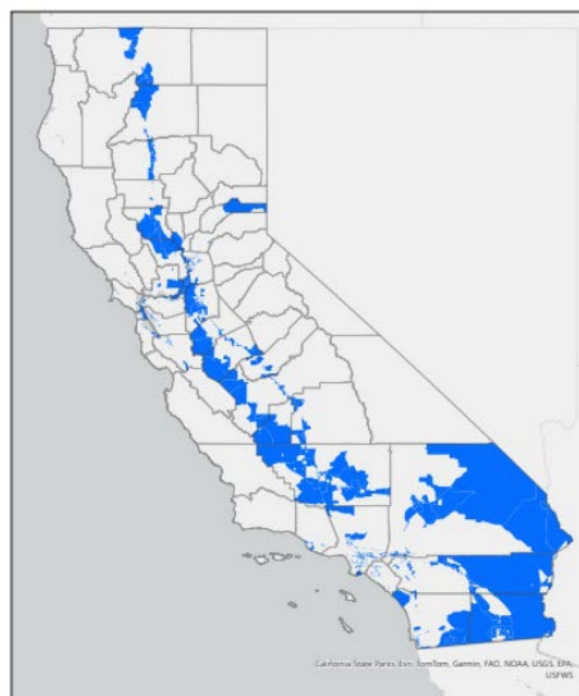 California State Parks, Esri, TomTom, Garmin, FAO, NOAA, USGS, EPA,
USFWS